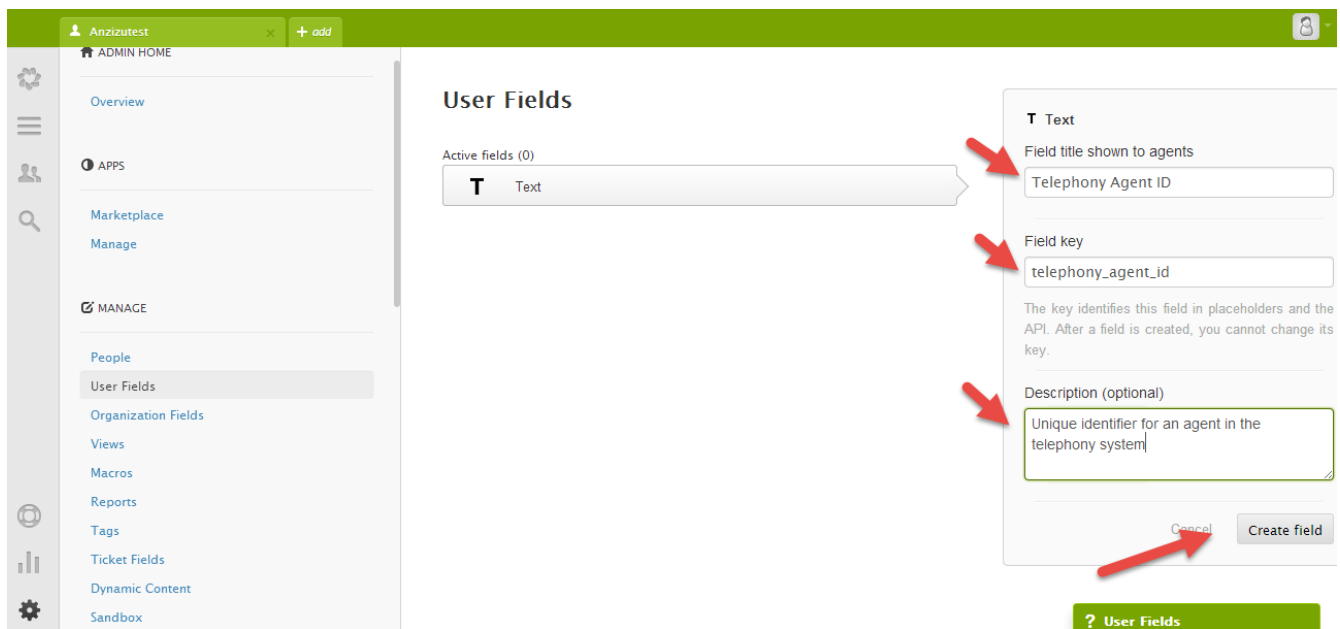 Anzizutest × + add
ADMIN HOME
Overview
APPS
Marketplace
Manage
MANAGE
People
User Fields
Organization Fields
Views
Macros
Reports
Tags
Ticket Fields
Dynamic Content
Sandbox
User Fields
Active fields (0)
T Text
T Text
Field title shown to agents
Telephony Agent ID
Field key
telephony_agent_id
The key identifies this field in placeholders and the
API. After a field is created, you cannot change its
key.
Description (optional)
Unique identifier for an agent in the
telephony system
Cancel Create field
? User Fields